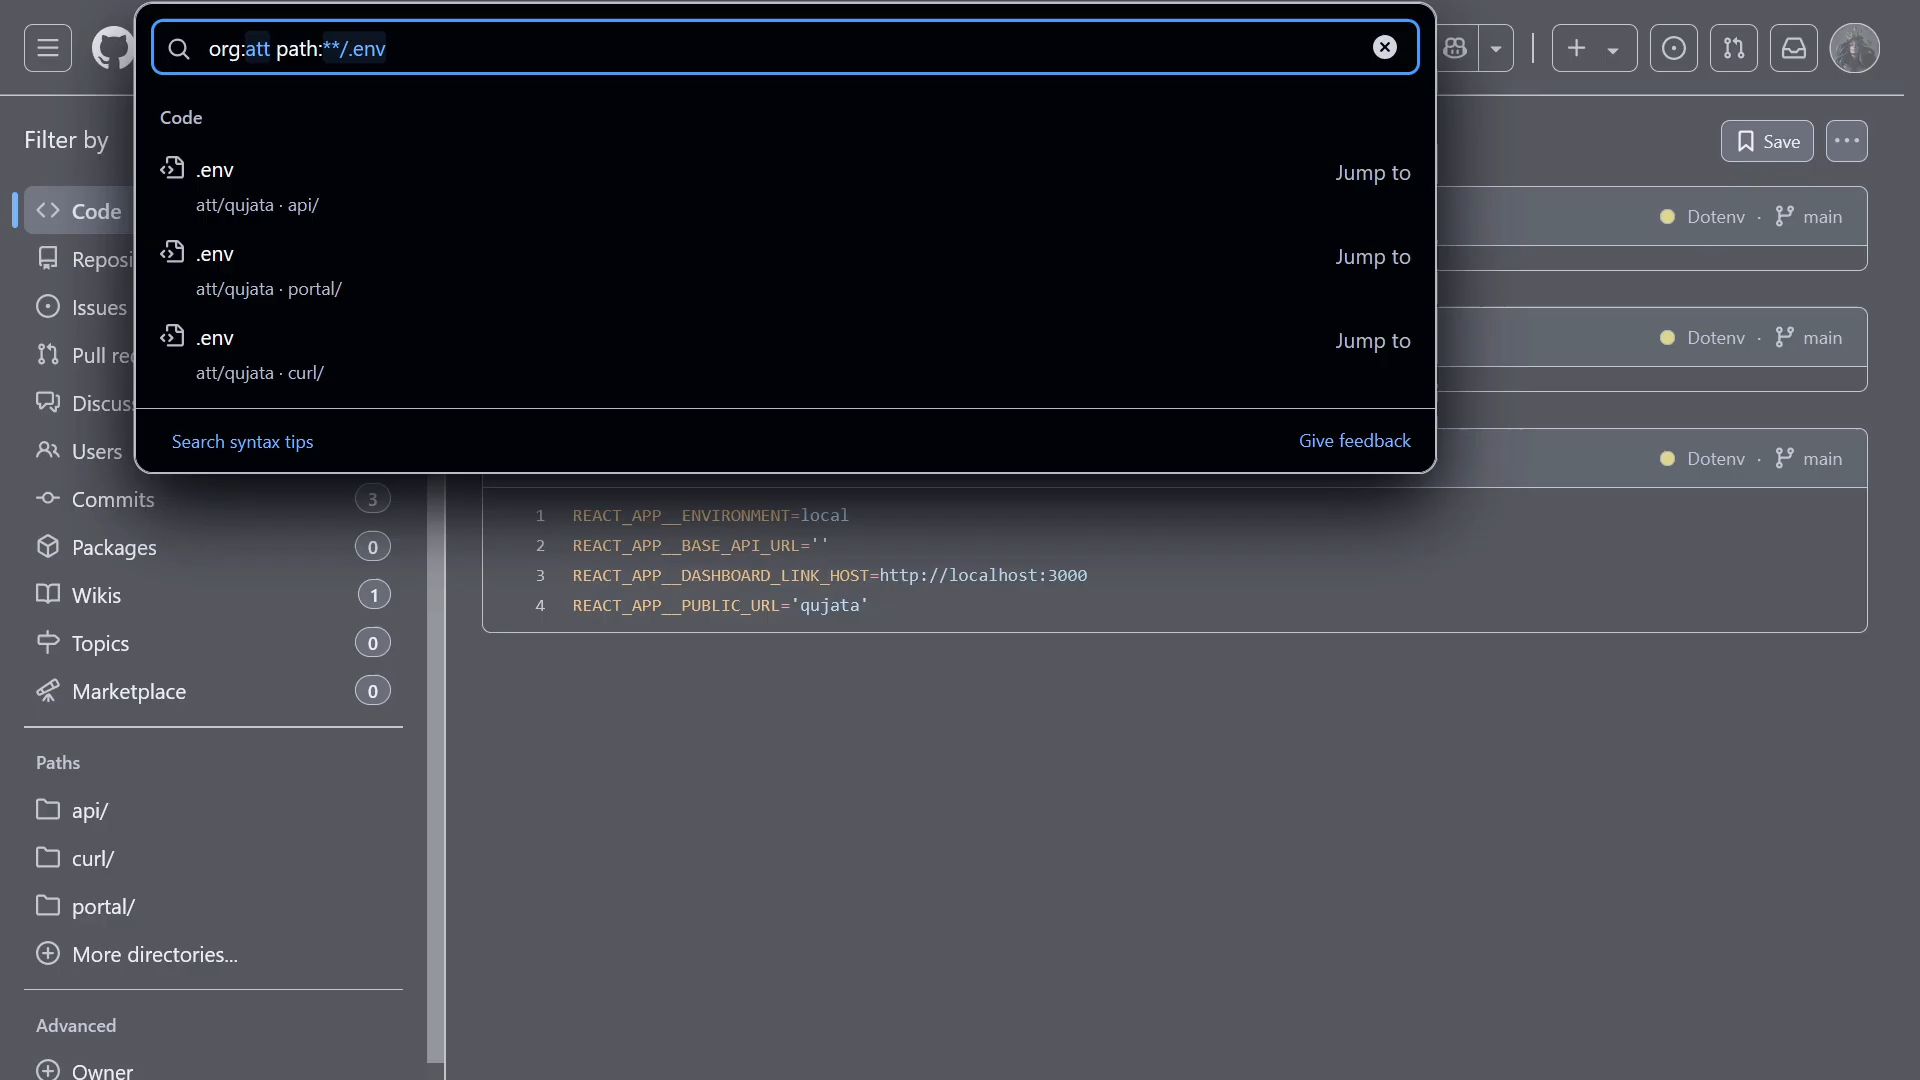 org:att path:**/.env
Code
.env
Jump to
att/qujata · api/
.env
Jump to
att/qujata · portal/
.env
Jump to
att/qujata · curl/
Search syntax tips
Give feedback
Filter by
Save
Code
Reposi
Issues
Pull rec
Discuss
Users
Commits 3
Packages 0
Wikis 1
Topics 0
Marketplace 0
Paths
api/
curl/
portal/
More directories...
Advanced
Owner
Dotenv · main
Dotenv · main
Dotenv · main
1 REACT_APP__ENVIRONMENT=local
2 REACT_APP__BASE_API_URL=''
3 REACT_APP__DASHBOARD_LINK_HOST=http://localhost:3000
4 REACT_APP__PUBLIC_URL='qujata'